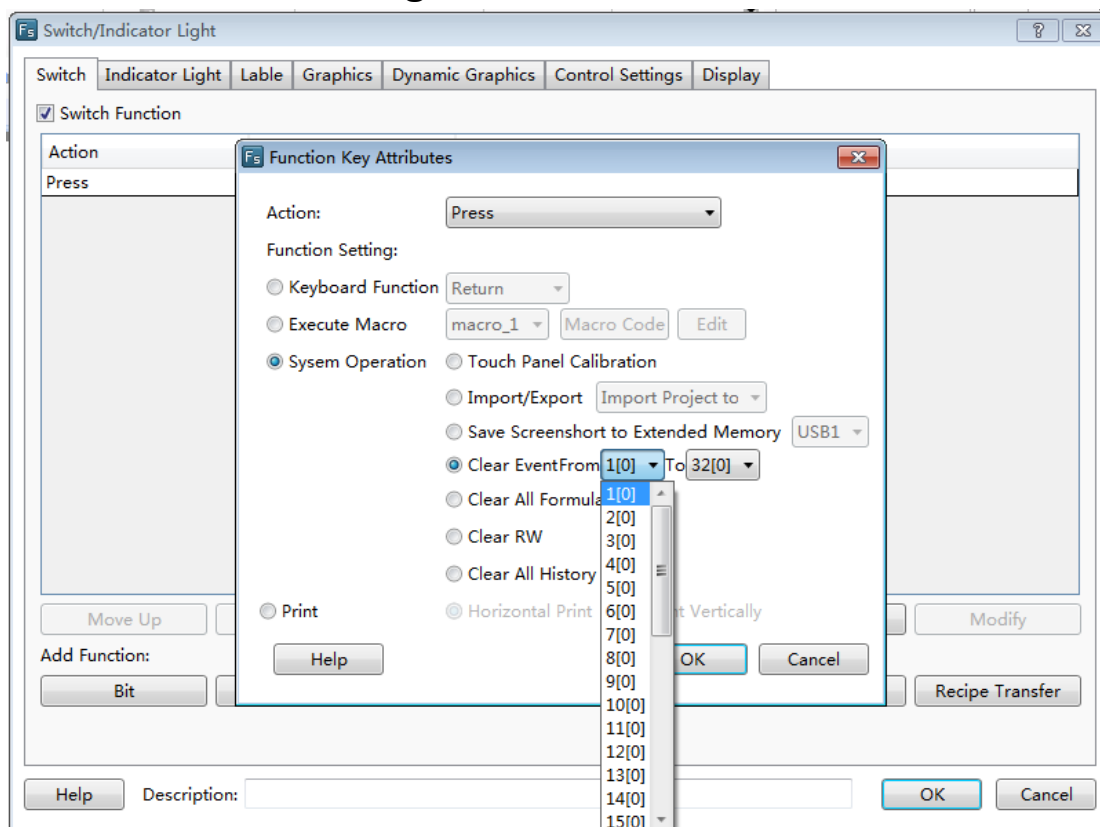 Fs Switch/Indicator Light
Switch Indicator Light Lable Graphics Dynamic Graphics Control Settings Display
Switch Function
Action
Press
Fs Function Key Attributes
Action: Press
Function Setting:
Keyboard Function Return
Execute Macro macro_1 Macro Code Edit
Sysem Operation Touch Panel Calibration
Import/Export Import Project to
Save Screenshort to Extended Memory USB1
Clear EventFrom 1[0] To 32[0]
1[0]
Clear All Formula
2[0]
Clear RW 3[0]
4[0]
Clear All History
5[0]
Print Horizontal Print 6[0] Vertically
7[0]
Move Up Modify
Add Function:
Help 8[0] OK Cancel
9[0]
Bit Recipe Transfer
10[0]
11[0]
12[0]
13[0]
Help Description: 14[0] OK Cancel
15[0]